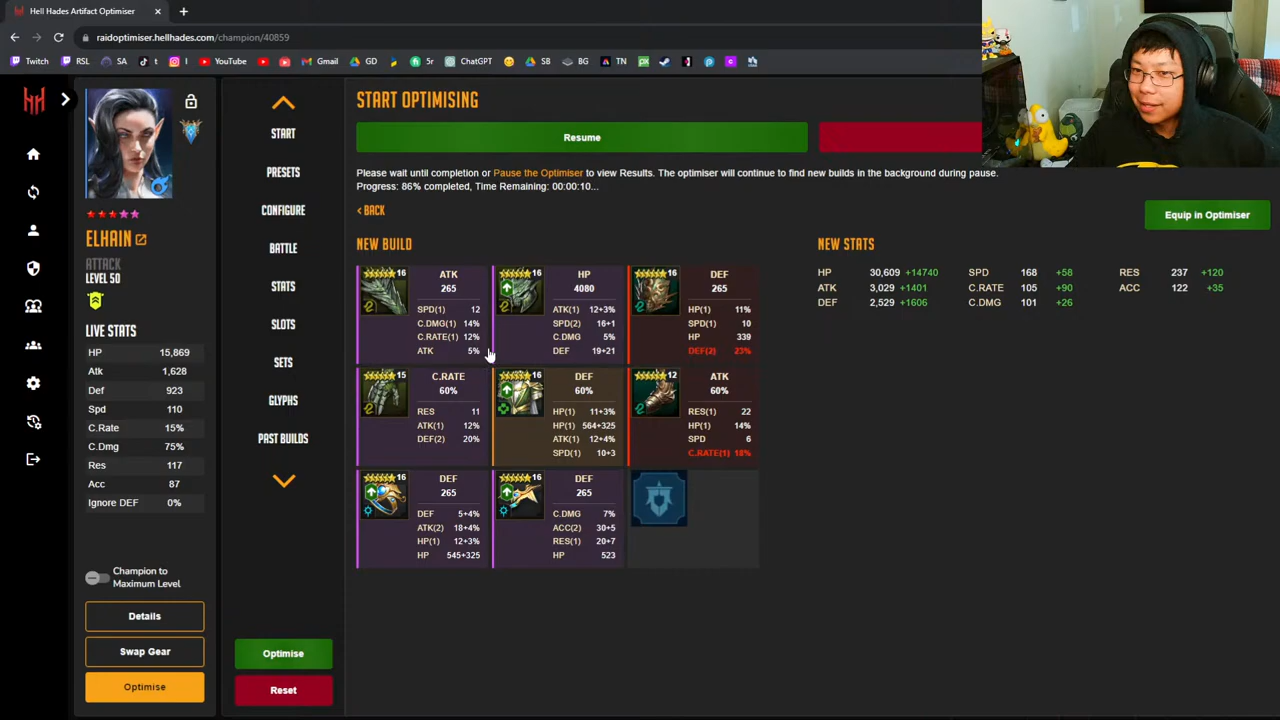 Hell Hades Artifact Optimiser
raidoptimiser.hellhades.com/champion/40859
Twitch RSL SA t I YouTube Gmail GD 5r ChatGPT SB BG TN
ELHAIN
ATTACK
LEVEL 50
LIVE STATS
HP 15,869
Atk 1,628
Def 923
Spd 110
C.Rate 15%
C.Dmg 75%
Res 117
Acc 87
Ignore DEF 0%
Champion to
Maximum Level
Details
Swap Gear
Optimise
START
PRESETS
CONFIGURE
BATTLE
STATS
SLOTS
SETS
GLYPHS
PAST BUILDS
Optimise
Reset
START OPTIMISING
Resume
Please wait until completion or Pause the Optimiser to view Results. The optimiser will continue to find new builds in the background during pause.
Progress: 86% completed, Time Remaining: 00:00:10...
< BACK
Equip in Optimiser
NEW BUILD
16
ATK
265
SPD(1) 12
C.DMG(1) 14%
C.RATE(1) 12%
ATK 5%
16
HP
4080
ATK(1) 12+3%
SPD(2) 16+1
C.DMG 5%
DEF 19+21
16
DEF
265
HP(1) 11%
SPD(1) 10
HP 339
DEF(2) 23%
15
C.RATE
60%
RES 11
ATK(1) 12%
DEF(2) 20%
16
DEF
60%
HP(1) 11+3%
HP(1) 564+325
ATK(1) 12+4%
SPD(1) 10+3
12
ATK
60%
RES(1) 22
HP(1) 14%
SPD 6
C.RATE(1) 18%
16
DEF
265
DEF 5+4%
ATK(2) 18+4%
HP(1) 12+3%
HP 545+325
16
DEF
265
C.DMG 7%
ACC(2) 30+5
RES(1) 20+7
HP 523
NEW STATS
HP 30,609 +14740 SPD 168 +58 RES 237 +120
ATK 3,029 +1401 C.RATE 105 +90 ACC 122 +35
DEF 2,529 +1606 C.DMG 101 +26